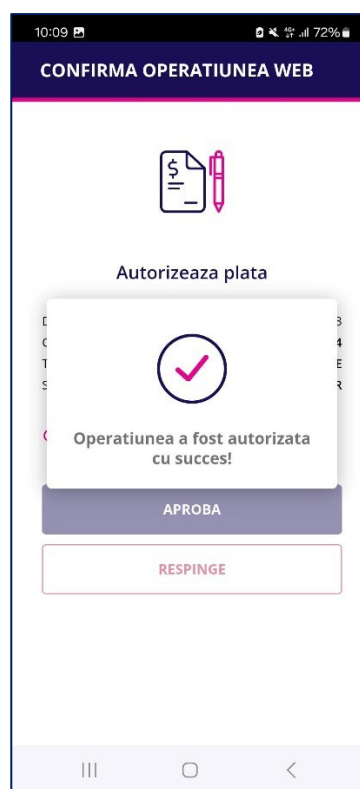 10:09 72%
CONFIRMA OPERATIUNEA WEB
$
Autorizeaza plata
Operatiunea a fost autorizata
cu succes!
APROBA
RESPINGE